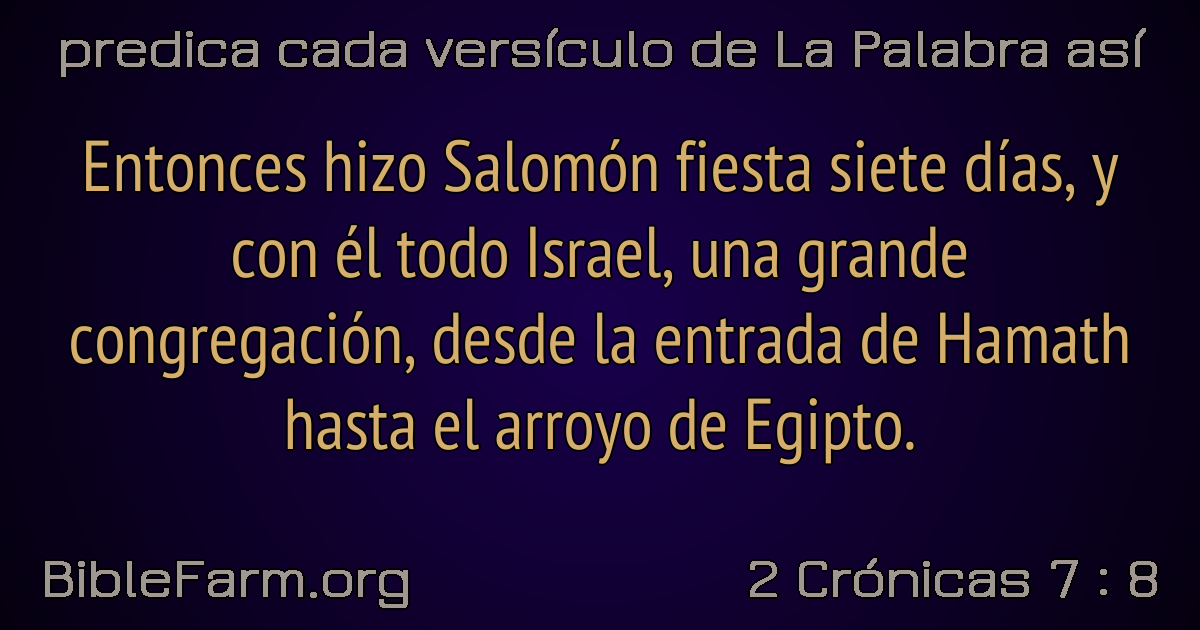 predica cada versículo de La Palabra así
Entonces hizo Salomón fiesta siete días, y
con él todo Israel, una grande
congregación, desde la entrada de Hamath
hasta el arroyo de Egipto.
BibleFarm.org
2 Crónicas 7 : 8